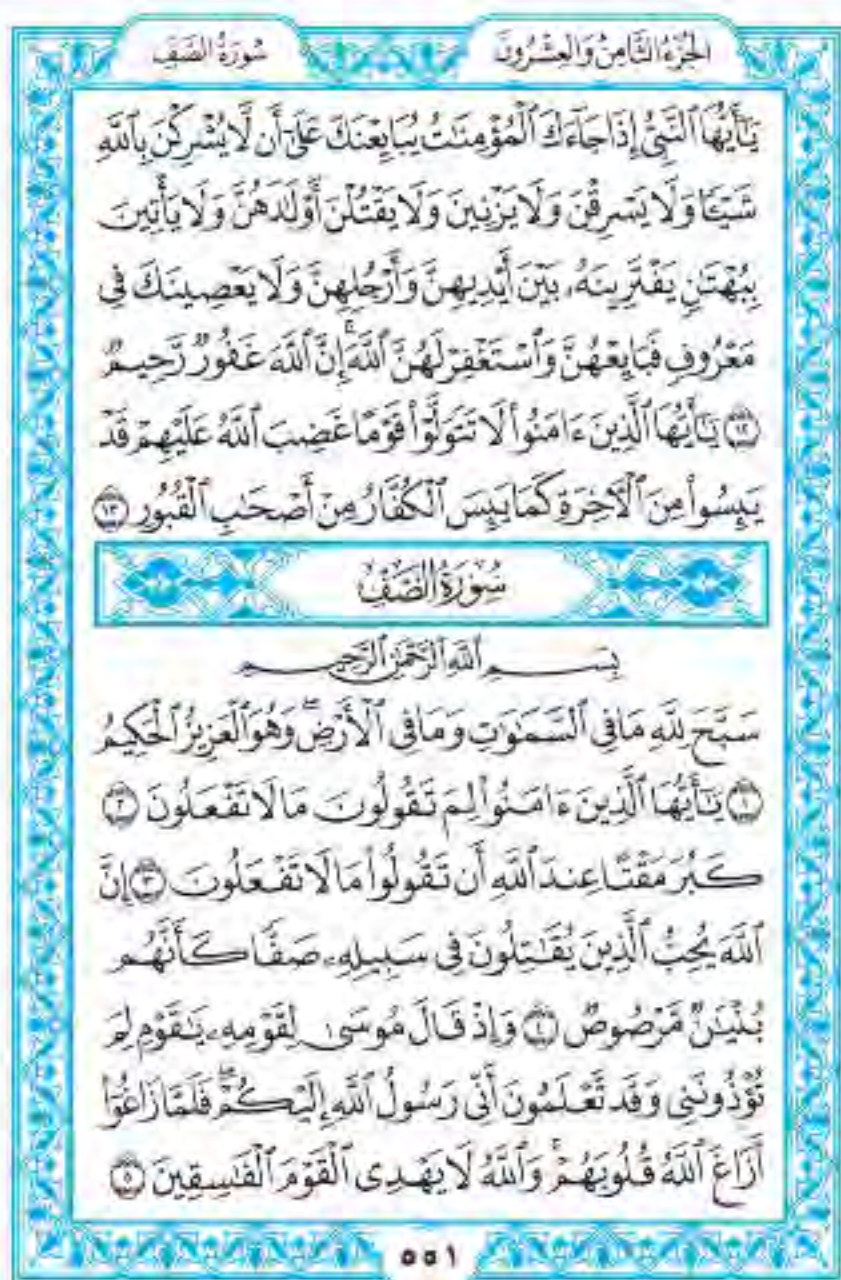 الجزء الثامن والعشرون
سورة الصف
يَٰٓأَيُّهَا ٱلنَّبِىُّ إِذَا جَآءَكَ ٱلْمُؤْمِنَٰتُ يُبَايِعْنَكَ عَلَىٰٓ أَن لَّا يُشْرِكْنَ بِٱللَّهِ
شَيْـًٔا وَلَا يَسْرِقْنَ وَلَا يَزْنِينَ وَلَا يَقْتُلْنَ أَوْلَٰدَهُنَّ وَلَا يَأْتِينَ
بِبُهْتَٰنٍ يَفْتَرِينَهُۥ بَيْنَ أَيْدِيهِنَّ وَأَرْجُلِهِنَّ وَلَا يَعْصِينَكَ فِى
مَعْرُوفٍ فَبَايِعْهُنَّ وَٱسْتَغْفِرْ لَهُنَّ ٱللَّهَ ۚ إِنَّ ٱللَّهَ غَفُورٌ رَّحِيمٌ
١٢ يَٰٓأَيُّهَا ٱلَّذِينَ ءَامَنُوا۟ لَا تَتَوَلَّوْا۟ قَوْمًا غَضِبَ ٱللَّهُ عَلَيْهِمْ قَدْ
يَئِسُوا۟ مِنَ ٱلْءَاخِرَةِ كَمَا يَئِسَ ٱلْكُفَّارُ مِنْ أَصْحَٰبِ ٱلْقُبُورِ ١٣
سُورَةُ الصَّفِّ
بِسْمِ ٱللَّهِ ٱلرَّحْمَٰنِ ٱلرَّحِيمِ
سَبَّحَ لِلَّهِ مَا فِى ٱلسَّمَٰوَٰتِ وَمَا فِى ٱلْأَرْضِ ۖ وَهُوَ ٱلْعَزِيزُ ٱلْحَكِيمُ
١ يَٰٓأَيُّهَا ٱلَّذِينَ ءَامَنُوا۟ لِمَ تَقُولُونَ مَا لَا تَفْعَلُونَ ٢
كَبُرَ مَقْتًا عِندَ ٱللَّهِ أَن تَقُولُوا۟ مَا لَا تَفْعَلُونَ ٣ إِنَّ
ٱللَّهَ يُحِبُّ ٱلَّذِينَ يُقَٰتِلُونَ فِى سَبِيلِهِۦ صَفًّا كَأَنَّهُم
بُنْيَٰنٌ مَّرْصُوصٌ ٤ وَإِذْ قَالَ مُوسَىٰ لِقَوْمِهِۦ يَٰقَوْمِ لِمَ
تُؤْذُونَنِى وَقَد تَّعْلَمُونَ أَنِّى رَسُولُ ٱللَّهِ إِلَيْكُمْ ۖ فَلَمَّا زَاغُوٓا۟
أَزَاغَ ٱللَّهُ قُلُوبَهُمْ ۚ وَٱللَّهُ لَا يَهْدِى ٱلْقَوْمَ ٱلْفَٰسِقِينَ ٥
٥٥١